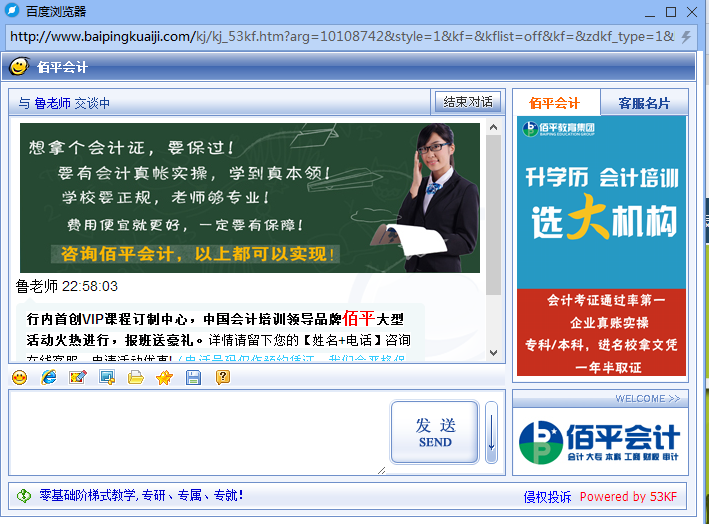 百度浏览器
http://www.baipingkuaiji.com/kj/kj_53kf.htm?arg=10108742&style=1&kf=&kflist=off&kf=&zdkf_type=1&
佰平会计
与 鲁老师 交谈中
结束对话
想拿个会计证，要保过！
要有会计真帐实操，学到真本领！
学校要正规，老师够专业！
费用便宜就更好，一定要有保障！
咨询佰平会计，以上都可以实现！
鲁老师 22:58:03
行内首创VIP课程订制中心，中国会计培训领导品牌佰平大型
活动火热进行，报班送豪礼。详情请留下您的【姓名+电话】咨询
在线客服，申请活动优惠！
发 送
SEND
零基础阶梯式教学，专研、专属、专就！
佰平会计
客服名片
佰平教育集团
BAIPING EDUCATION GROUP
升学历 会计培训
选大机构
会计考证通过率第一
企业真账实操
专科/本科，进名校拿文凭
一年半取证
WELCOME >>
佰平会计
会计 大专 本科 工商 财税 审计
侵权投诉 Powered by 53KF